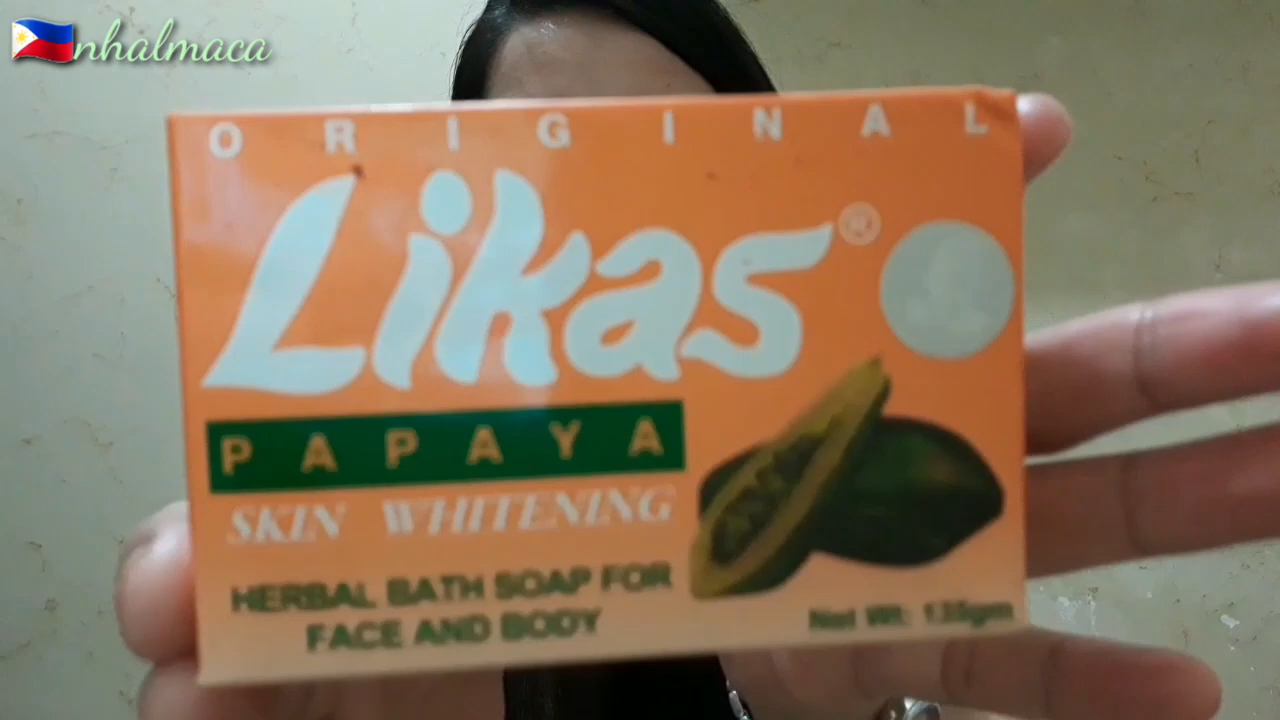 nhalmaca
ORIGINAL
Likas®
PAPAYA
SKIN WHITENING
HERBAL BATH SOAP FOR
FACE AND BODY
Net Wt: 135gm